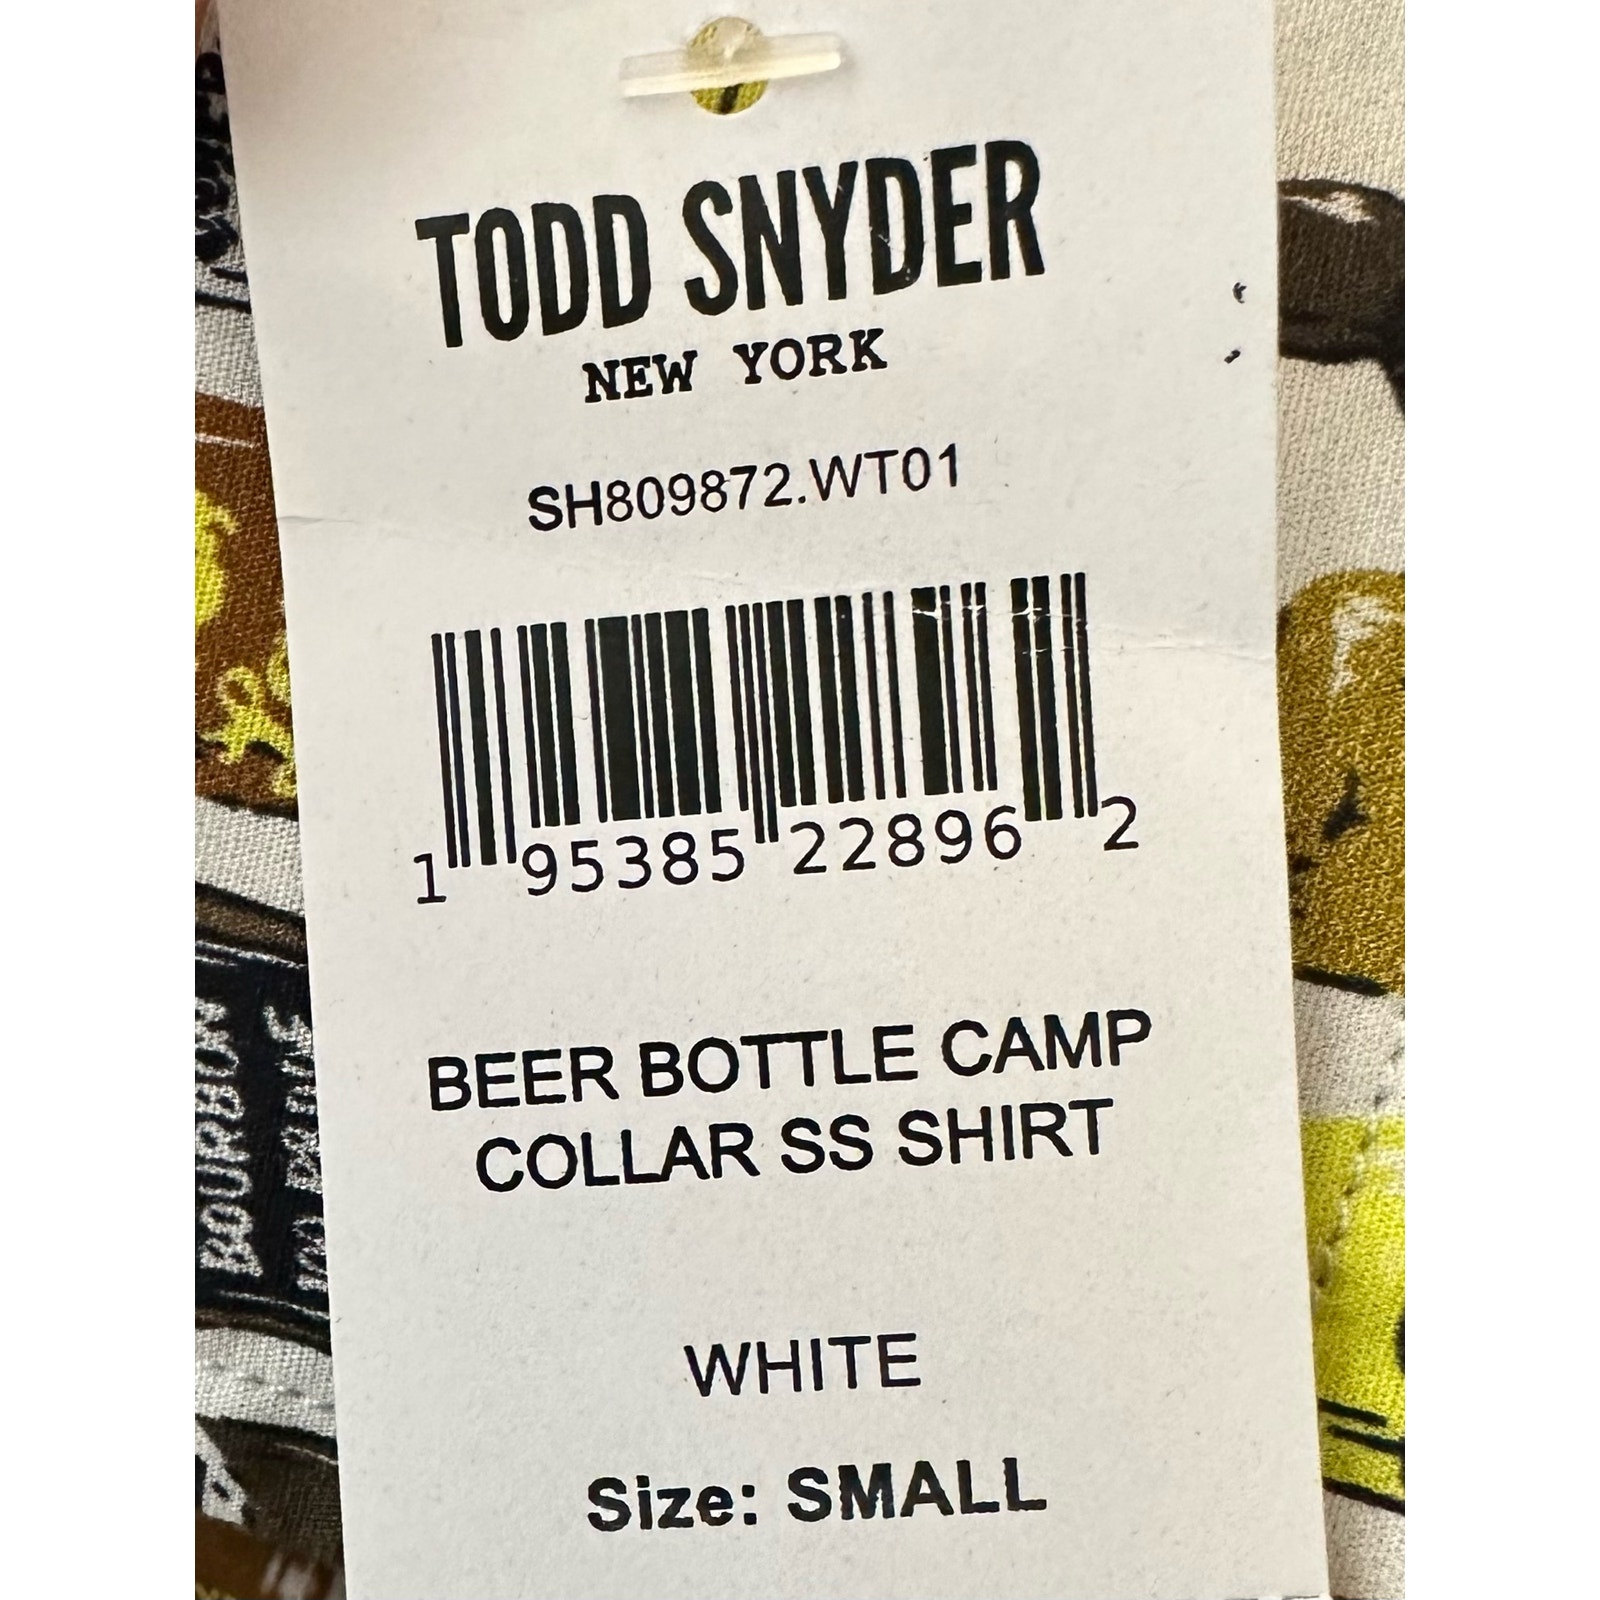 TODD SNYDER
NEW YORK
SH809872.WT01
1 95385 22896 2
BEER BOTTLE CAMP
COLLAR SS SHIRT
WHITE
Size: SMALL
BOURBON